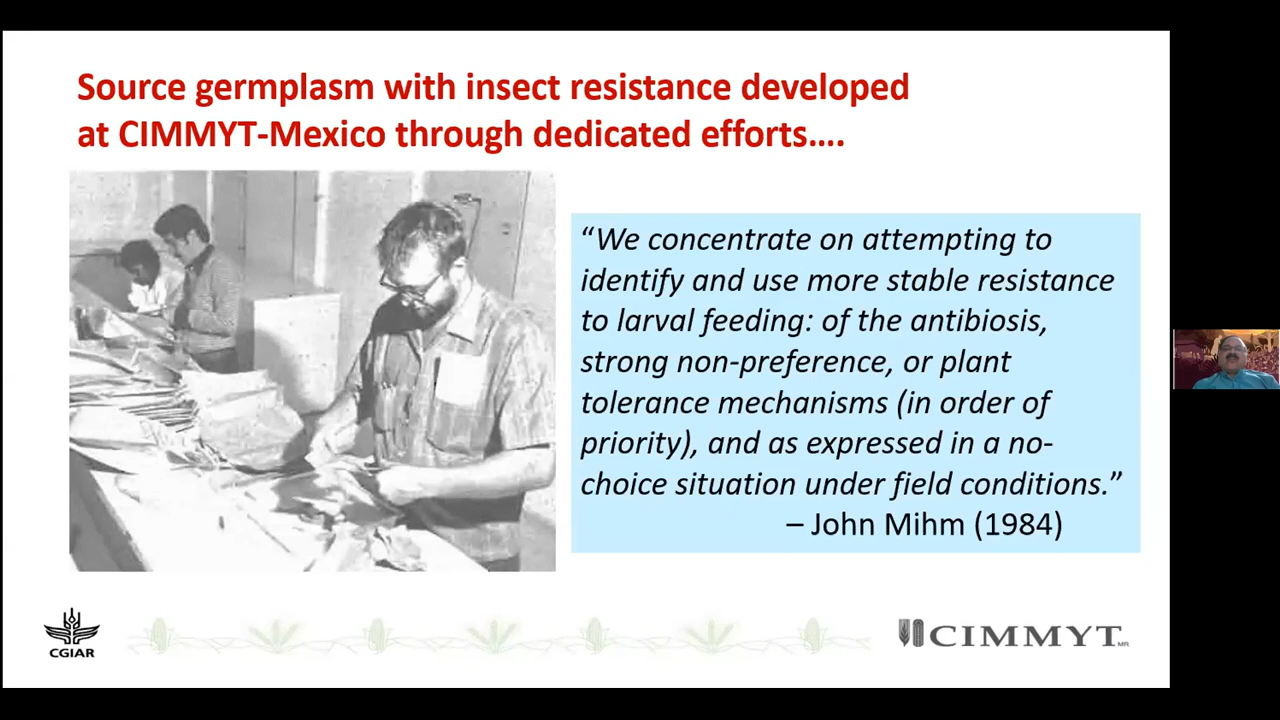 Source germplasm with insect resistance developed
at CIMMYT-Mexico through dedicated efforts….
“We concentrate on attempting to
identify and use more stable resistance
to larval feeding: of the antibiosis,
strong non-preference, or plant
tolerance mechanisms (in order of
priority), and as expressed in a no-
choice situation under field conditions.”
– John Mihm (1984)
CGIAR
CIMMYT MR